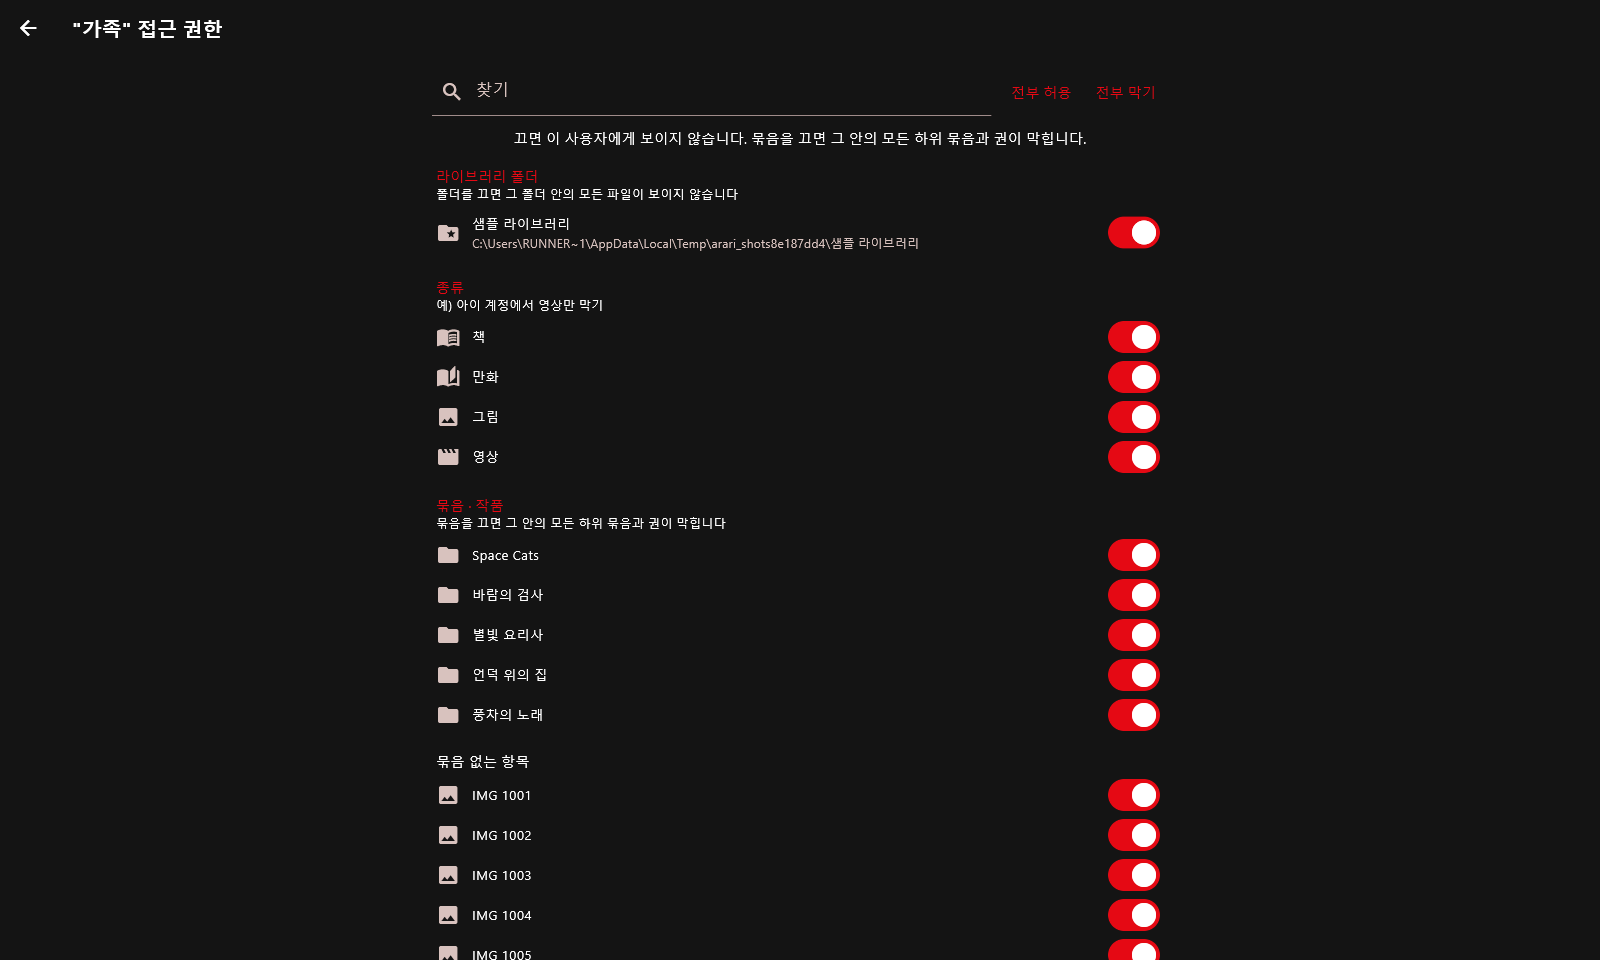 "가족" 접근 권한
찾기
전부 허용
전부 막기
끄면 이 사용자에게 보이지 않습니다. 묶음을 끄면 그 안의 모든 하위 묶음과 권이 막힙니다.
라이브러리 폴더
폴더를 끄면 그 폴더 안의 모든 파일이 보이지 않습니다
샘플 라이브러리
C:\Users\RUNNER~1\AppData\Local\Temp\arari_shots8e187dd4\샘플 라이브러리
종류
예) 아이 계정에서 영상만 막기
책
만화
그림
영상
묶음 · 작품
묶음을 끄면 그 안의 모든 하위 묶음과 권이 막힙니다
Space Cats
바람의 검사
별빛 요리사
언덕 위의 집
풍차의 노래
묶음 없는 항목
IMG 1001
IMG 1002
IMG 1003
IMG 1004
IMG 1005